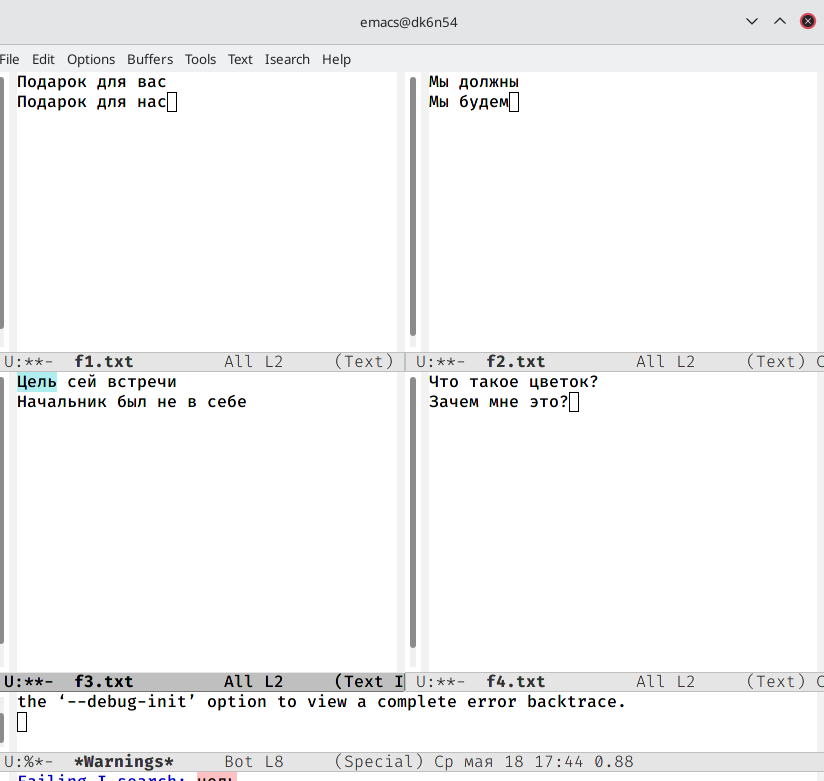 emacs@dk6n54
File Edit Options Buffers Tools Text Isearch Help
Подарок для вас
Подарок для нас
Мы должны
Мы будем
U:**- f1.txt All L2 (Text)
U:**- f2.txt All L2 (Text) C
Цель сей встречи
Начальник был не в себе
Что такое цветок?
Зачем мне это?
U:**- f3.txt All L2 (Text I
U:**- f4.txt All L2 (Text) C
the ‘--debug-init’ option to view a complete error backtrace.
U:%*- *Warnings* Bot L8 (Special) Ср мая 18 17:44 0.88
Failing I-search: цель